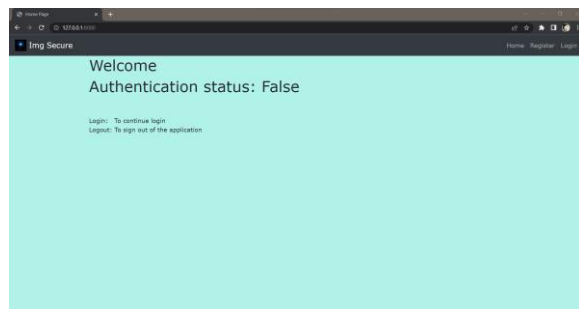 Home Page
127.0.0.1:8000
Img Secure
Home Register Login
Welcome
Authentication status: False
Login: To continue login
Logout: To sign out of the application